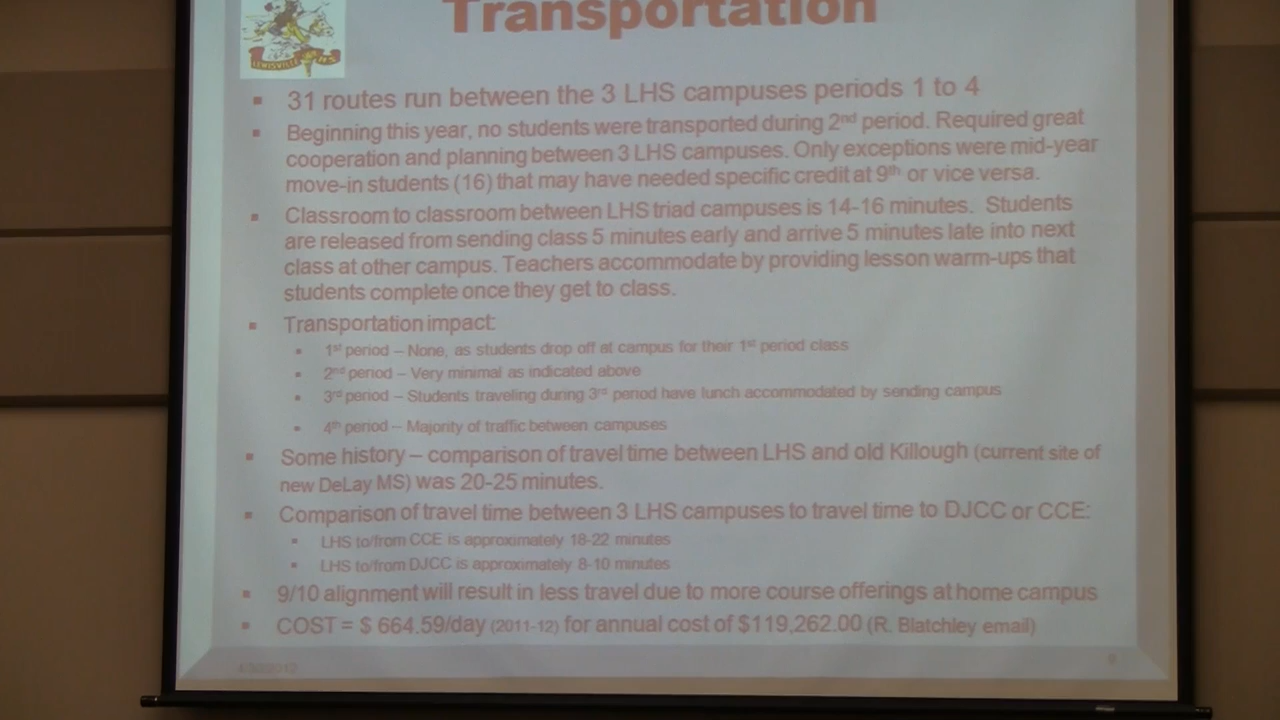 Transportation
LEWISVILLE HS
▪ 31 routes run between the 3 LHS campuses periods 1 to 4
▪ Beginning this year, no students were transported during 2nd period. Required great
cooperation and planning between 3 LHS campuses. Only exceptions were mid-year
move-in students (16) that may have needed specific credit at 9th or vice versa.
▪ Classroom to classroom between LHS triad campuses is 14-16 minutes. Students
are released from sending class 5 minutes early and arrive 5 minutes late into next
class at other campus. Teachers accommodate by providing lesson warm-ups that
students complete once they get to class.
▪ Transportation impact:
▪ 1st period – None, as students drop off at campus for their 1st period class
▪ 2nd period – Very minimal as indicated above
▪ 3rd period – Students traveling during 3rd period have lunch accommodated by sending campus
▪ 4th period – Majority of traffic between campuses
▪ Some history – comparison of travel time between LHS and old Killough (current site of
new DeLay MS) was 20-25 minutes.
▪ Comparison of travel time between 3 LHS campuses to travel time to DJCC or CCE:
▪ LHS to/from CCE is approximately 18-22 minutes
▪ LHS to/from DJCC is approximately 8-10 minutes
▪ 9/10 alignment will result in less travel due to more course offerings at home campus
▪ COST = $ 664.59/day (2011-12) for annual cost of $119,262.00 (R. Blatchley email)